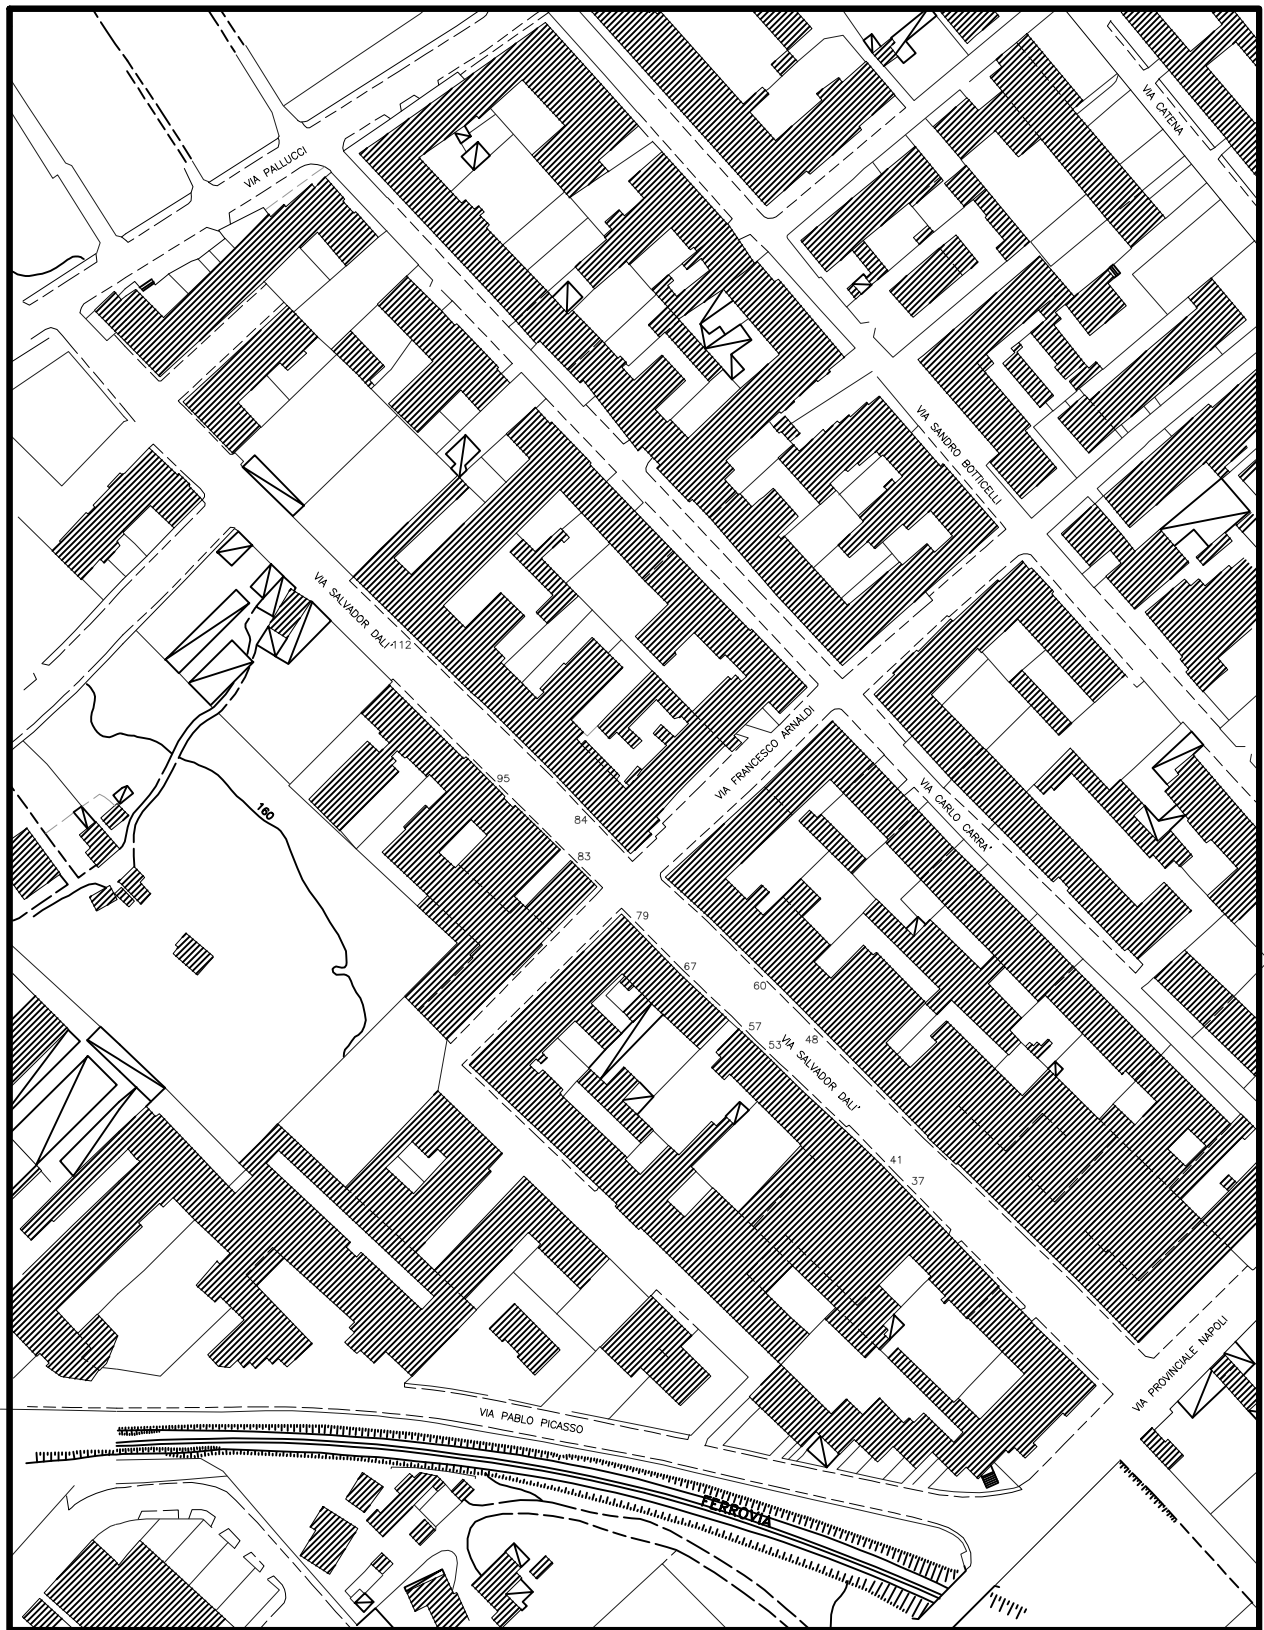 VIA CATENA
VIA PALLUCCI
VIA SANDRO BOTTICELLI
VIA SALVADOR DALI'
112
VIA FRANCESCO ARNALDI
95
VIA CARLO CARRA'
160
84
83
79
67
60
57
53
48
VIA SALVADOR DALI'
41
37
VIA PROVINCIALE NAPOLI
VIA PABLO PICASSO
FERROVIA